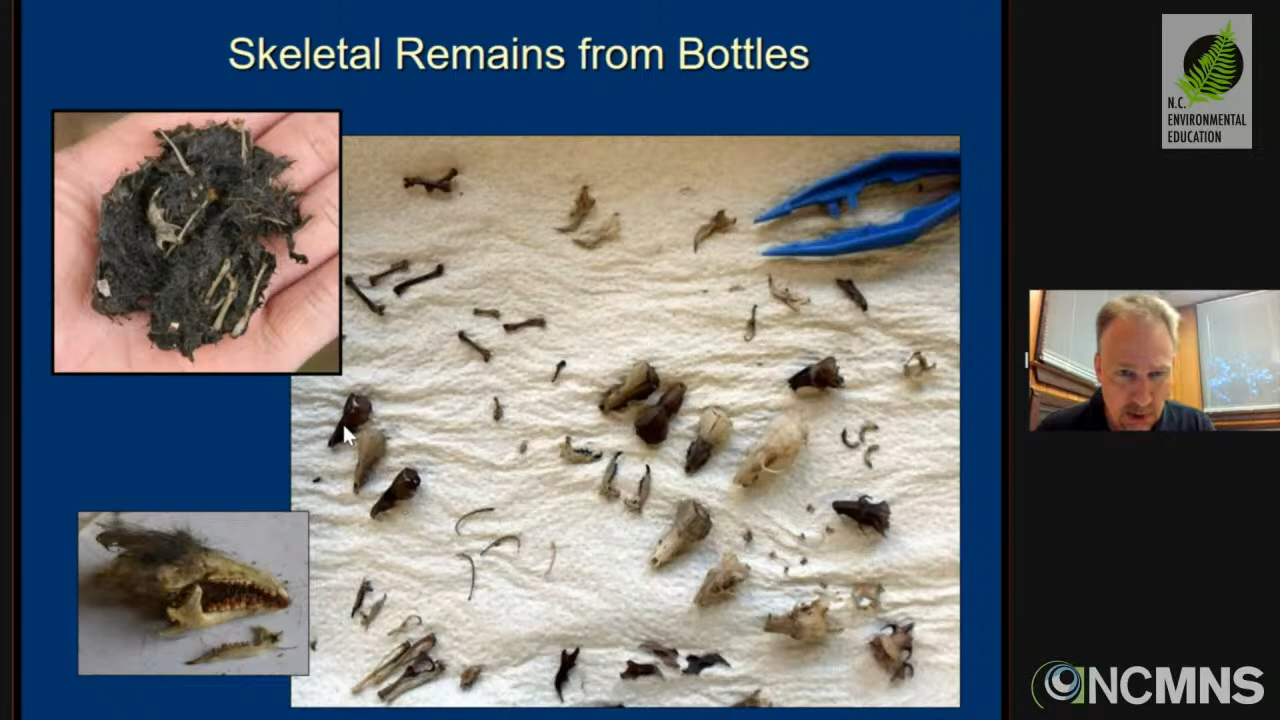 Skeletal Remains from Bottles
N.C.
ENVIRONMENTAL
EDUCATION
NCMNS